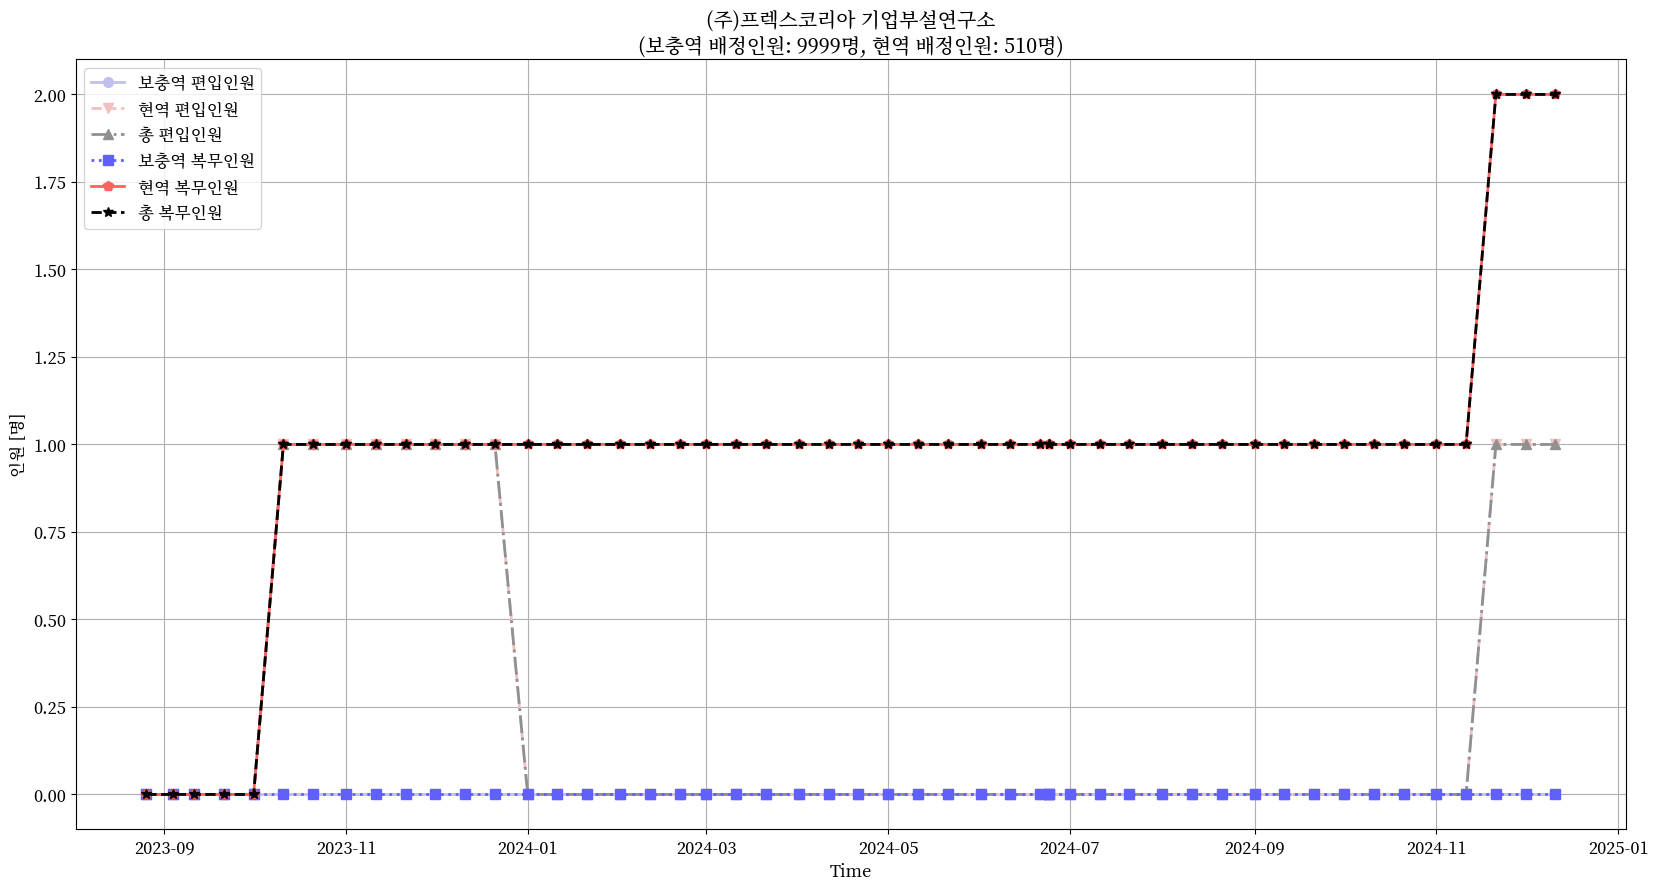 (주)프렉스코리아 기업부설연구소
(보충역 배정인원: 9999명, 현역 배정인원: 510명)
보충역 편입인원
현역 편입인원
총 편입인원
보충역 복무인원
현역 복무인원
총 복무인원
2.00
1.75
1.50
1.25
1.00
0.75
0.50
0.25
0.00
인원 [명]
2023-09
2023-11
2024-01
2024-03
2024-05
2024-07
2024-09
2024-11
2025-01
Time